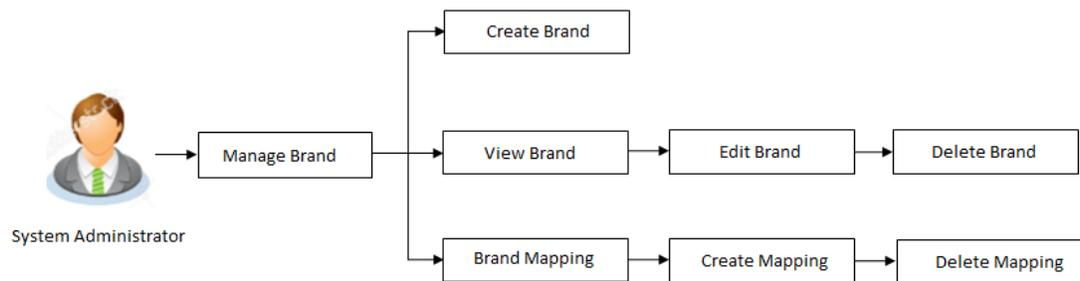 Create Brand
Manage Brand
View Brand
Edit Brand
Delete Brand
System Administrator
Brand Mapping
Create Mapping
Delete Mapping